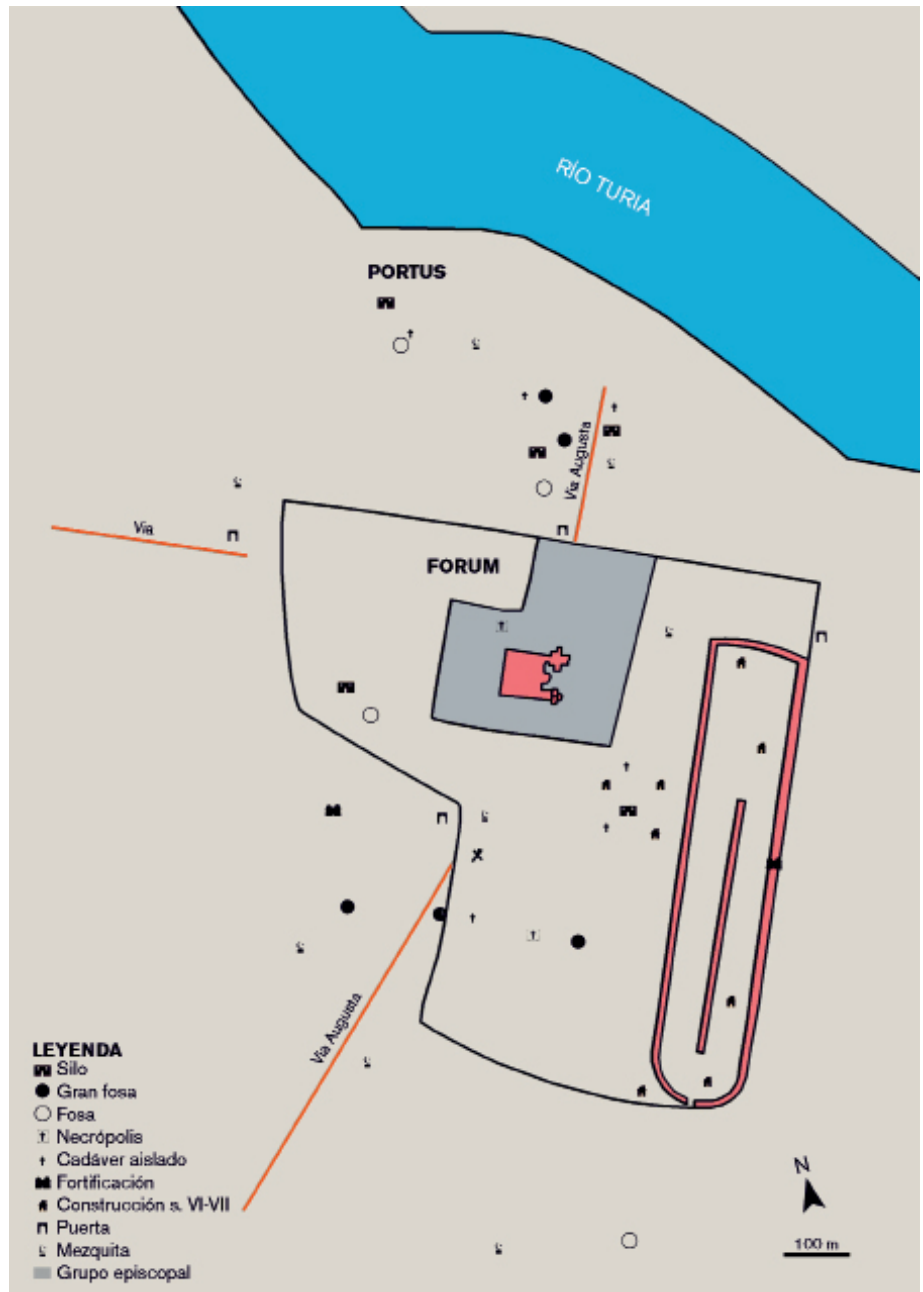 RÍO TURIA
PORTUS
Via Augusta
Via
FORUM
Via Augusta
LEYENDA
Silo
Gran fosa
Fosa
Necrópolis
Cadáver aislado
Fortificación
Construcción s. VI-VII
Puerta
Mezquita
Grupo episcopal
N
100 m